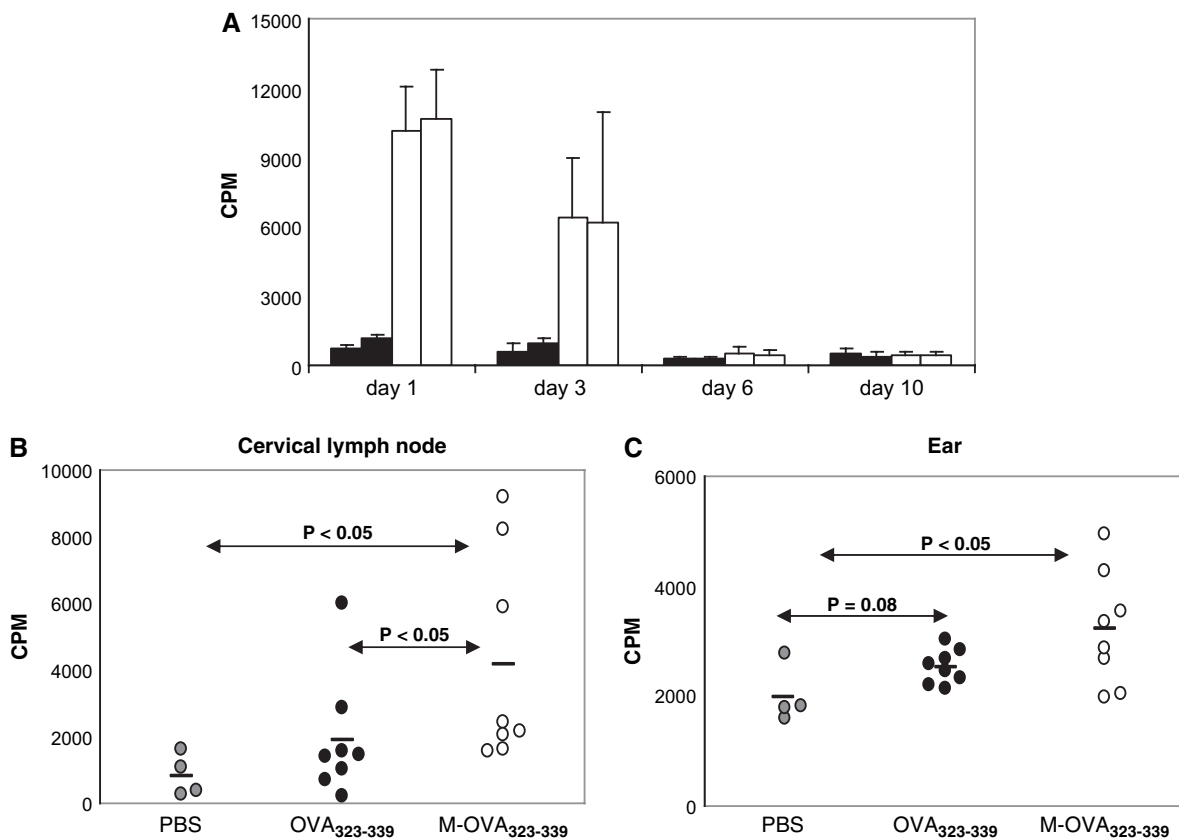 A
15000
12000
9000
6000
3000
0
CPM
day 1 day 3 day 6 day 10
B Cervical lymph node
10000
8000
6000
4000
2000
0
CPM
P < 0.05
P < 0.05
PBS OVA323-339 M-OVA323-339
C Ear
6000
4000
2000
0
CPM
P < 0.05
P = 0.08
PBS OVA323-339 M-OVA323-339